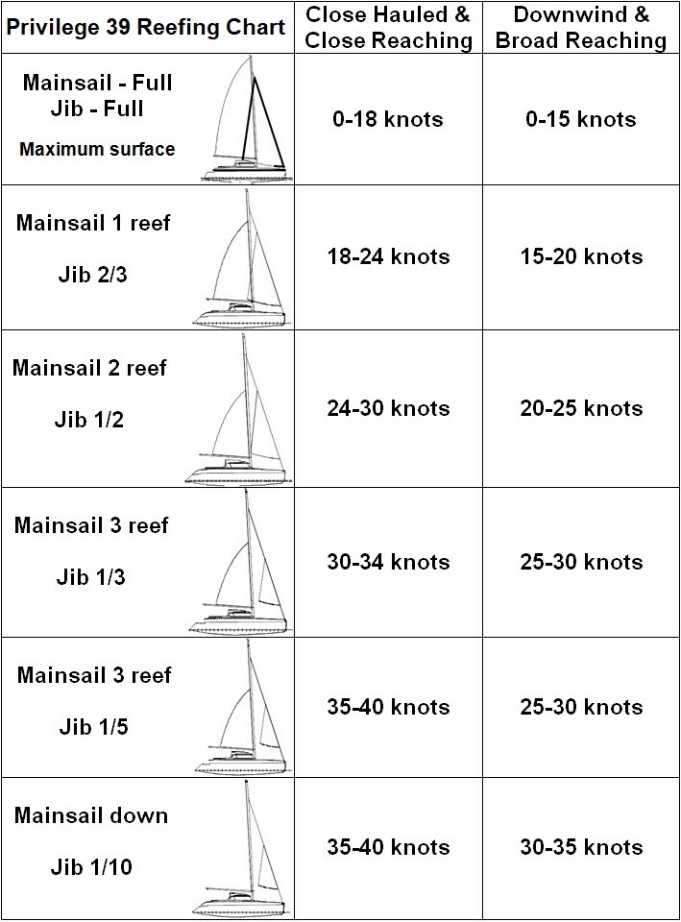 Privilege 39 Reefing Chart
Close Hauled &
Close Reaching
Downwind &
Broad Reaching
Mainsail - Full
Jib - Full
Maximum surface
0-18 knots
0-15 knots
Mainsail 1 reef
Jib 2/3
18-24 knots
15-20 knots
Mainsail 2 reef
Jib 1/2
24-30 knots
20-25 knots
Mainsail 3 reef
Jib 1/3
30-34 knots
25-30 knots
Mainsail 3 reef
Jib 1/5
35-40 knots
25-30 knots
Mainsail down
Jib 1/10
35-40 knots
30-35 knots